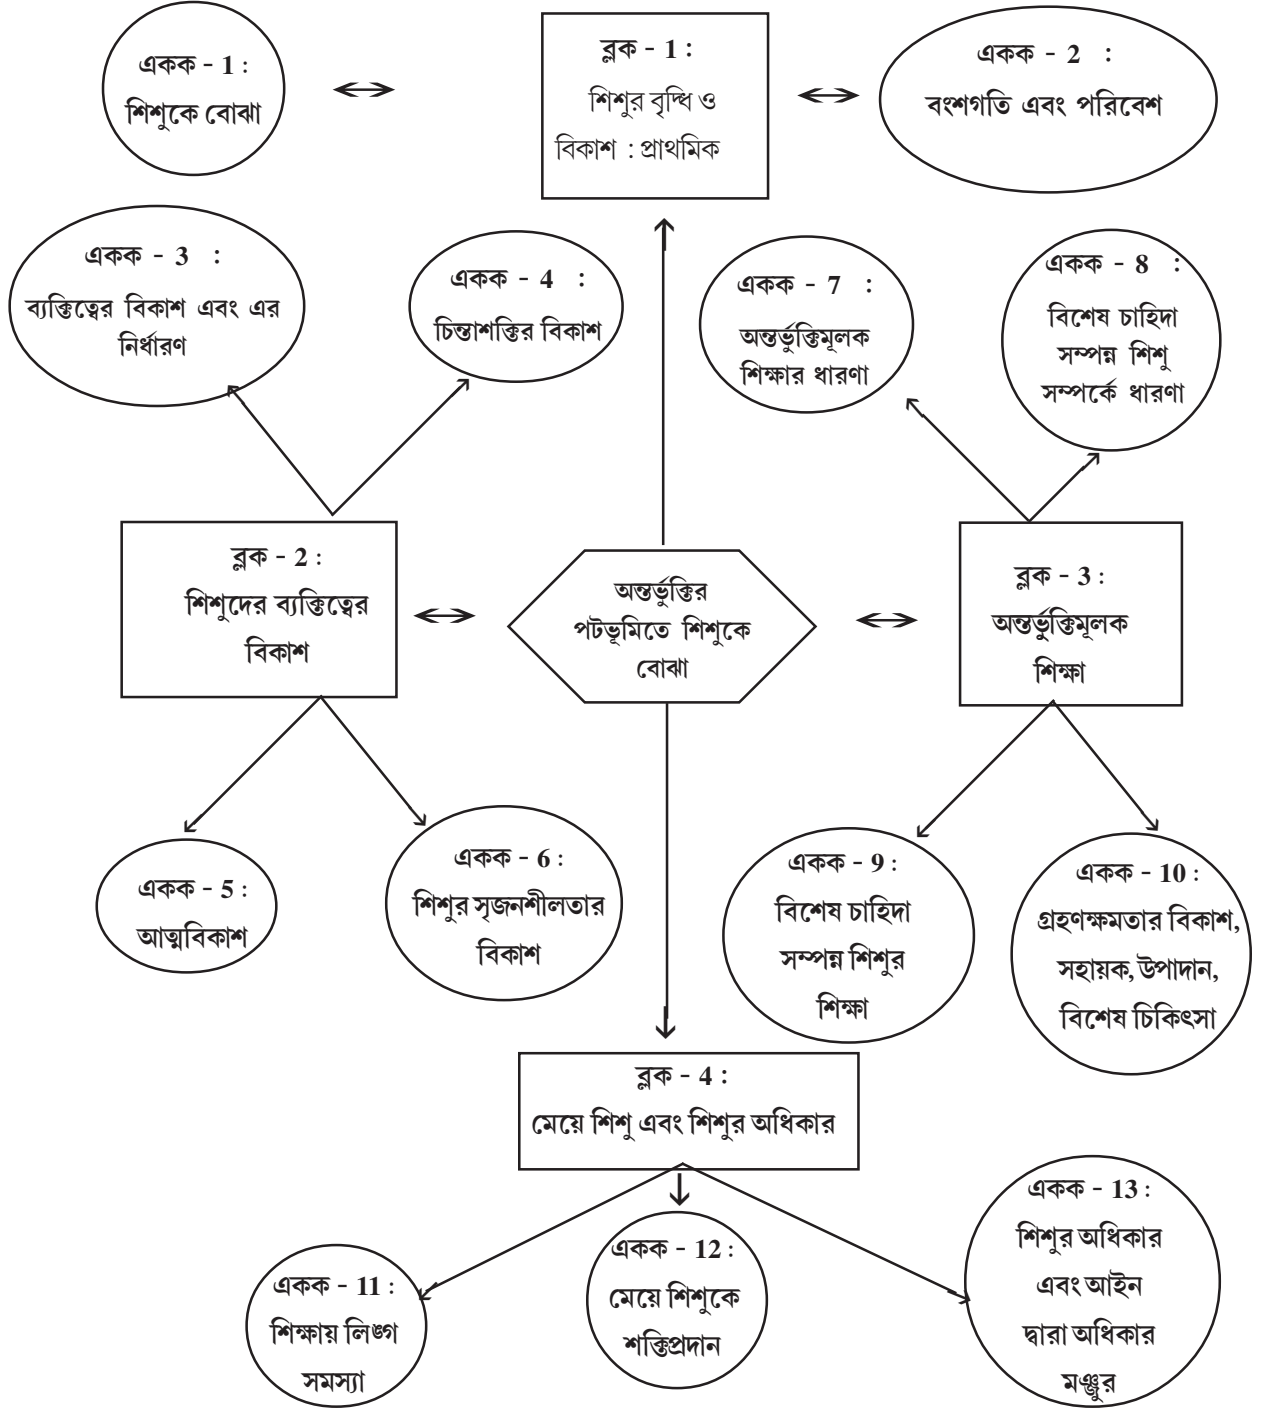 একক - 1 :
শিশুকে বোঝা
ব্লক - 1 :
শিশুর বৃদ্ধি ও
বিকাশ : প্রাথমিক
একক - 2 :
বংশগতি এবং পরিবেশ
একক - 3 :
ব্যক্তিত্বের বিকাশ এবং এর
নির্ধারণ
একক - 4 :
চিন্তাশক্তির বিকাশ
একক - 7 :
অন্তর্ভুক্তিমূলক
শিক্ষার ধারণা
একক - 8 :
বিশেষ চাহিদা
সম্পন্ন শিশু
সম্পর্কে ধারণা
ব্লক - 2 :
শিশুদের ব্যক্তিত্বের
বিকাশ
অন্তর্ভুক্তির
পটভূমিতে শিশুকে
বোঝা
ব্লক - 3 :
অন্তর্ভুক্তিমূলক
শিক্ষা
একক - 5 :
আত্মবিকাশ
একক - 6 :
শিশুর সৃজনশীলতার
বিকাশ
একক - 9 :
বিশেষ চাহিদা
সম্পন্ন শিশুর
শিক্ষা
একক - 10 :
গ্রহণক্ষমতার বিকাশ,
সহায়ক, উপাদান,
বিশেষ চিকিৎসা
ব্লক - 4 :
মেয়ে শিশু এবং শিশুর অধিকার
একক - 11 :
শিক্ষায় লিঙ্গ
সমস্যা
একক - 12 :
মেয়ে শিশুকে
শক্তিপ্রদান
একক - 13 :
শিশুর অধিকার
এবং আইন
দ্বারা অধিকার
মঞ্জুর